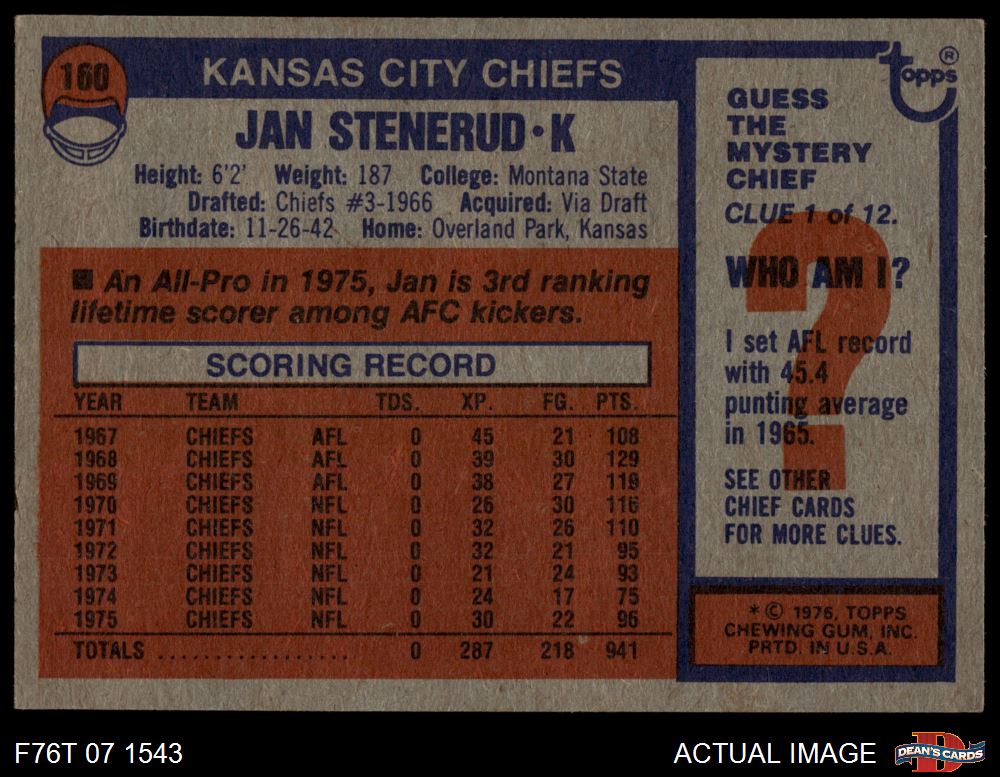 160
KANSAS CITY CHIEFS
JAN STENERUD • K
Height: 6'2' Weight: 187 College: Montana State
Drafted: Chiefs #3-1966 Acquired: Via Draft
Birthdate: 11-26-42 Home: Overland Park, Kansas
■ An All-Pro in 1975, Jan is 3rd ranking
lifetime scorer among AFC kickers.
SCORING RECORD
YEAR TEAM TDS. XP. FG. PTS.
1967 CHIEFS AFL 0 45 21 108
1968 CHIEFS AFL 0 39 30 129
1969 CHIEFS AFL 0 38 27 119
1970 CHIEFS NFL 0 26 30 116
1971 CHIEFS NFL 0 32 26 110
1972 CHIEFS NFL 0 32 21 95
1973 CHIEFS NFL 0 21 24 93
1974 CHIEFS NFL 0 24 17 75
1975 CHIEFS NFL 0 30 22 96
TOTALS .................. 0 287 218 941
Topps ®
GUESS
THE
MYSTERY
CHIEF
CLUE 1 of 12.
?
WHO AM I?
I set AFL record
with 45.4
punting average
in 1965.
SEE OTHER
CHIEF CARDS
FOR MORE CLUES.
* © 1976, TOPPS
CHEWING GUM, INC.
PRTD. IN U.S.A.
F76T 07 1543
ACTUAL IMAGE
D
DEAN'S CARDS